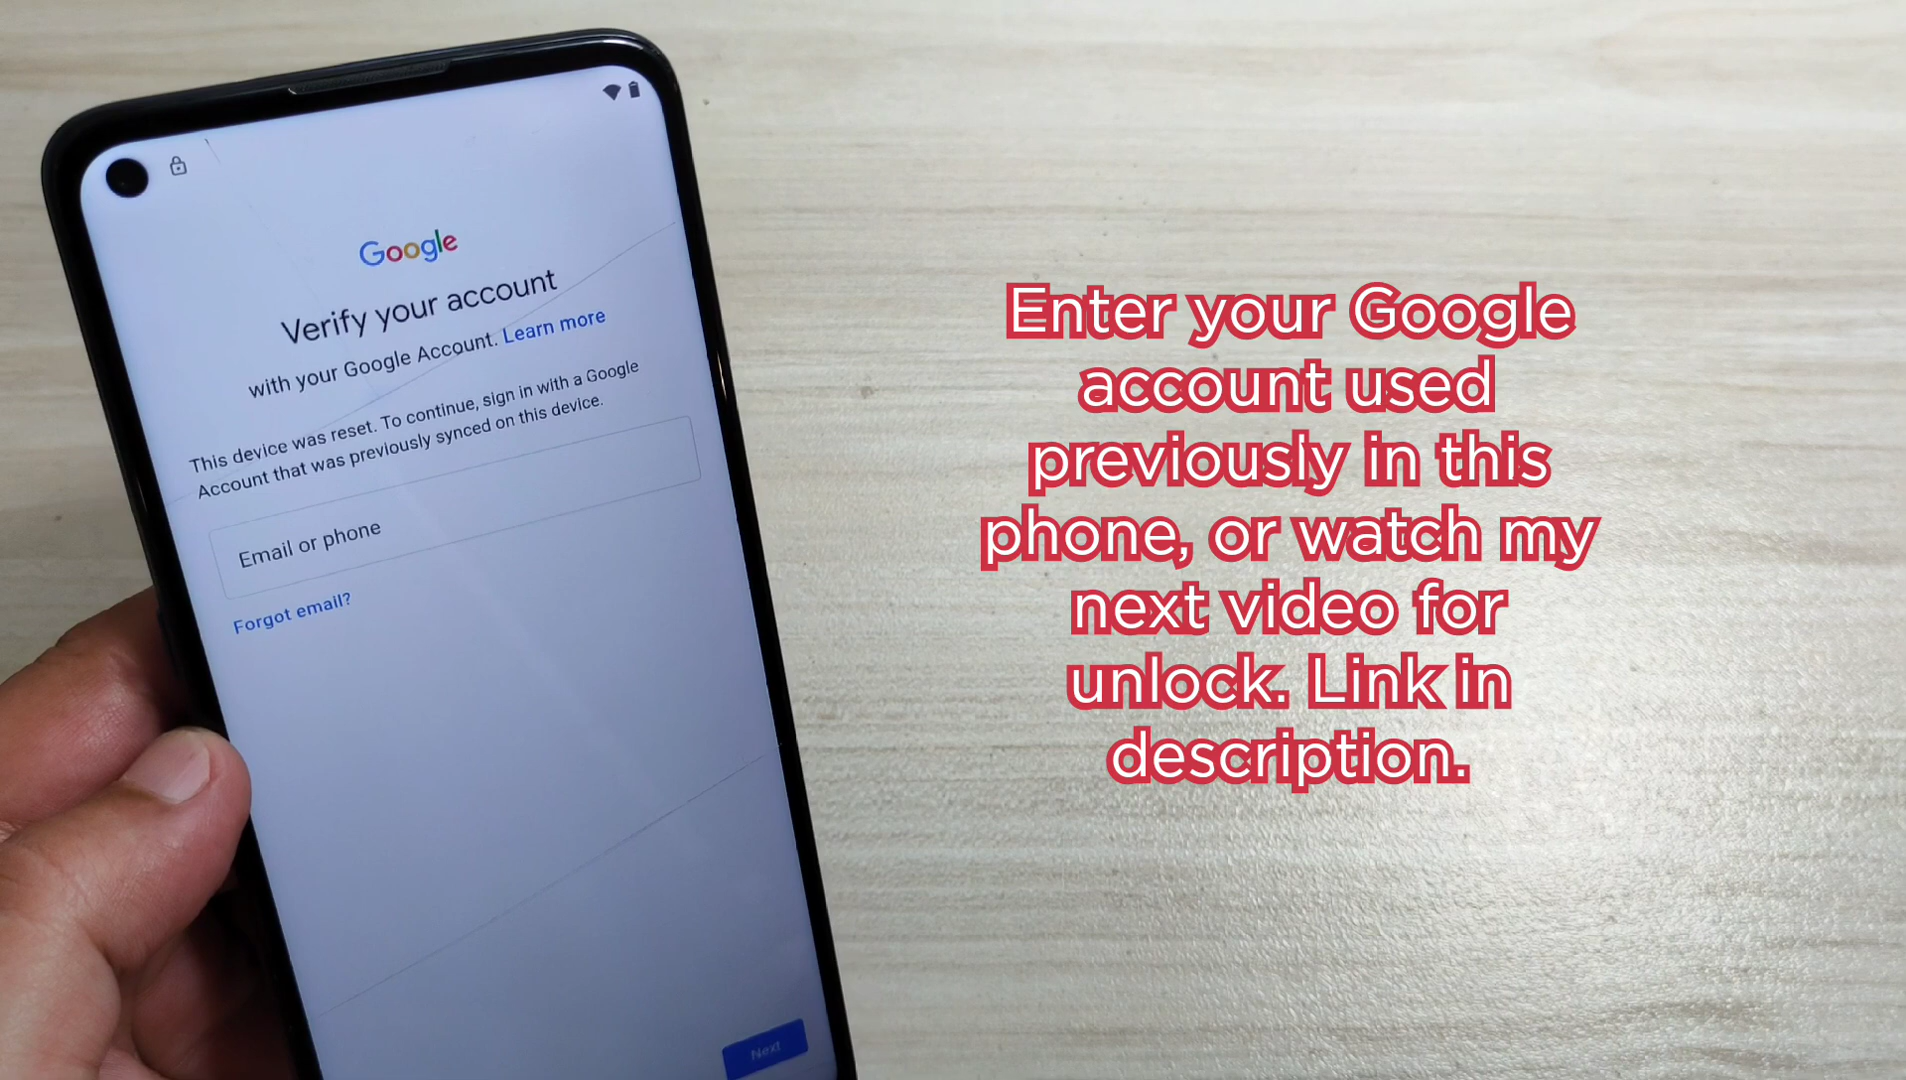 Google
Verify your account
with your Google Account. Learn more
This device was reset. To continue, sign in with a Google
Account that was previously synced on this device.
Email or phone
Forgot email?
Next
Enter your Google
account used
previously in this
phone, or watch my
next video for
unlock. Link in
description.